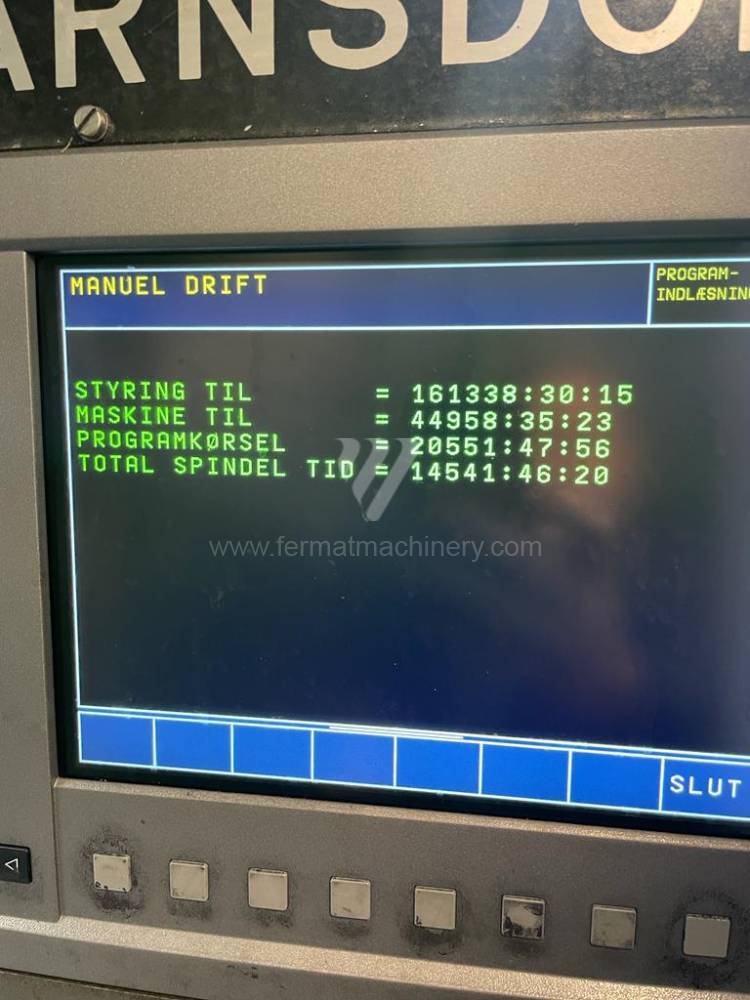 ARNSDO
MANUEL DRIFT
PROGRAM-
INDLÆSNING
STYRING TIL = 161338:30:15
MASKINE TIL = 44958:35:23
PROGRAMKØRSEL = 20551:47:56
TOTAL SPINDEL TID = 14541:46:20
www.fermatmachinery.com
SLUT